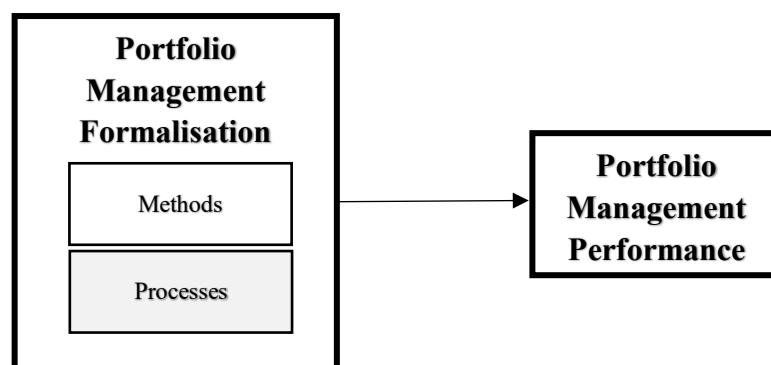 Portfolio
Management
Formalisation
Methods
Processes
Portfolio
Management
Performance